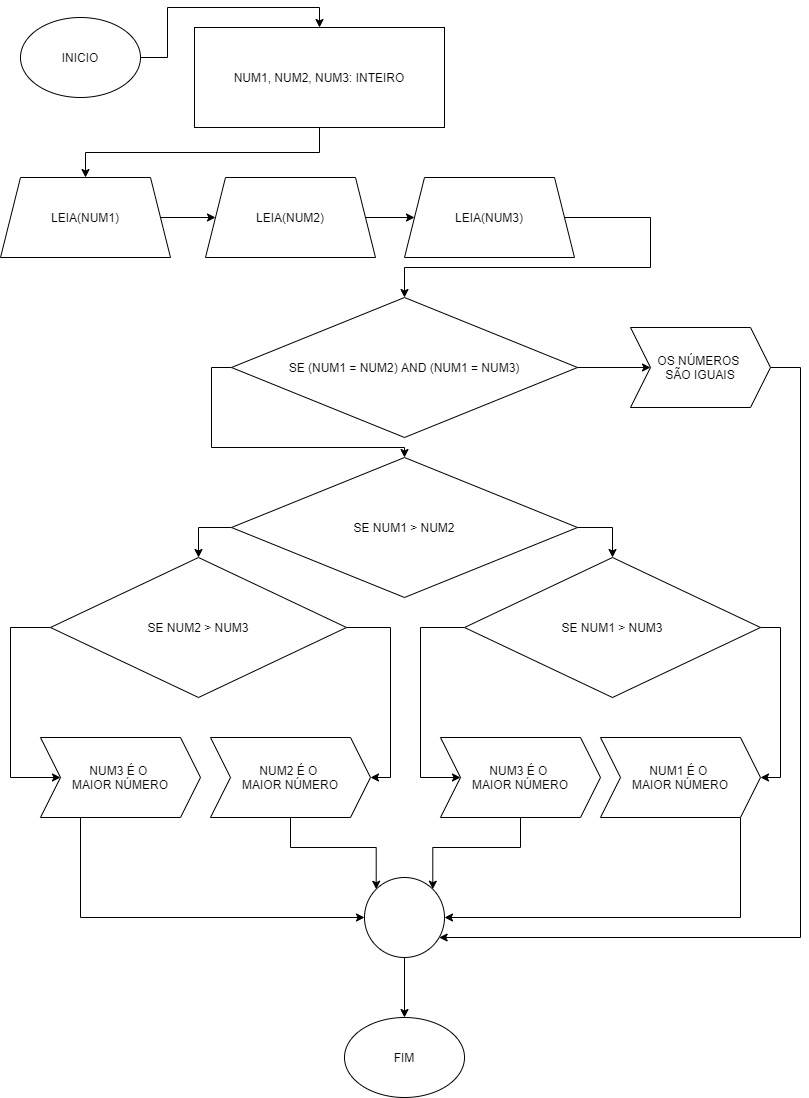 INICIO
NUM1, NUM2, NUM3: INTEIRO
LEIA(NUM1)
LEIA(NUM2)
LEIA(NUM3)
SE (NUM1 = NUM2) AND (NUM1 = NUM3)
OS NÚMEROS
SÃO IGUAIS
SE NUM1 > NUM2
SE NUM2 > NUM3
SE NUM1 > NUM3
NUM3 É O
MAIOR NÚMERO
NUM2 É O
MAIOR NÚMERO
NUM3 É O
MAIOR NÚMERO
NUM1 É O
MAIOR NÚMERO
FIM